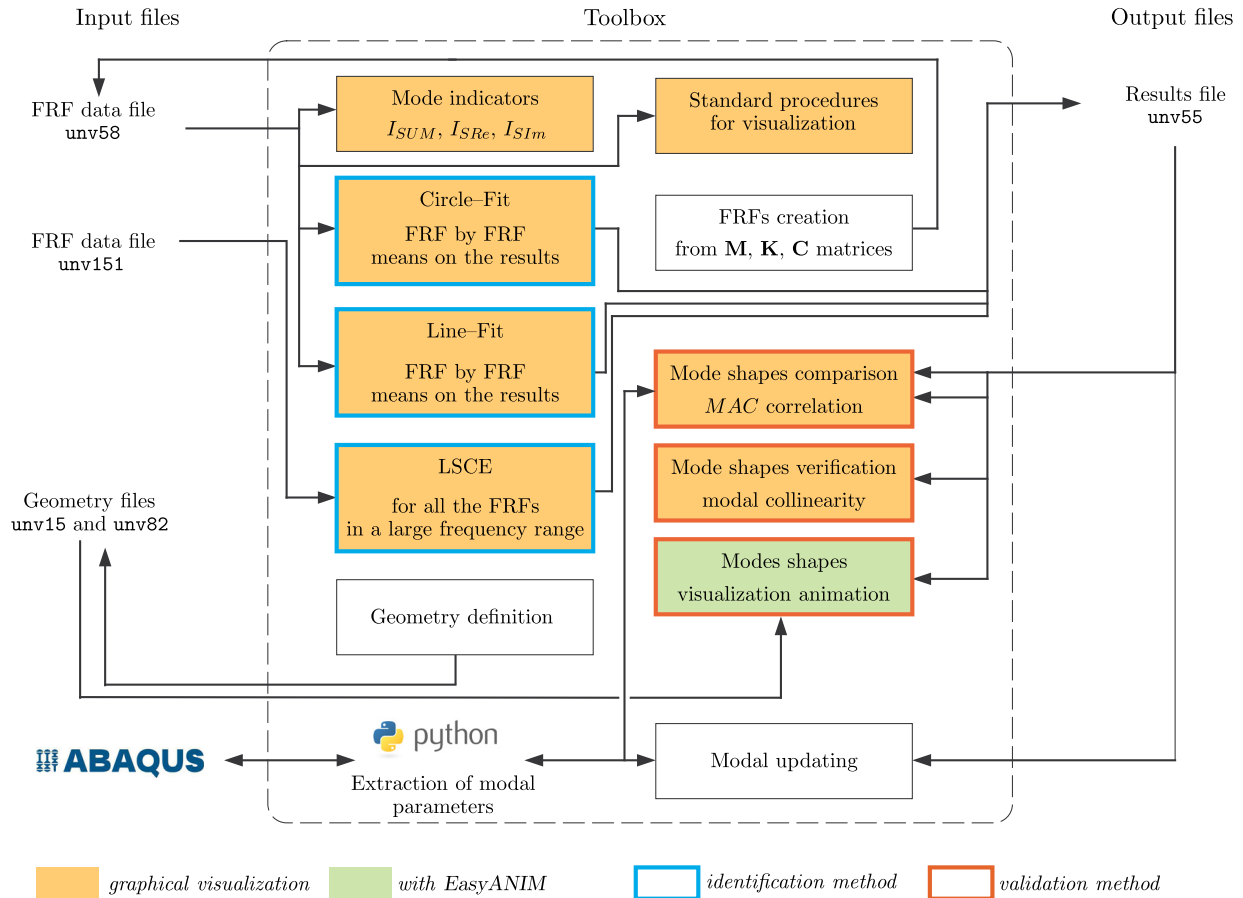 Input files
Toolbox
Output files
FRF data file
unv58
Mode indicators
I_SUM, I_SRe, I_SIm
Standard procedures
for visualization
Results file
unv55
Circle–Fit
FRF by FRF
means on the results
FRFs creation
from M, K, C matrices
FRF data file
unv151
Line–Fit
FRF by FRF
means on the results
Mode shapes comparison
MAC correlation
LSCE
for all the FRFs
in a large frequency range
Mode shapes verification
modal collinearity
Geometry files
unv15 and unv82
Modes shapes
visualization animation
Geometry definition
ABAQUS
python
Extraction of modal
parameters
Modal updating
graphical visualization
with EasyANIM
identification method
validation method